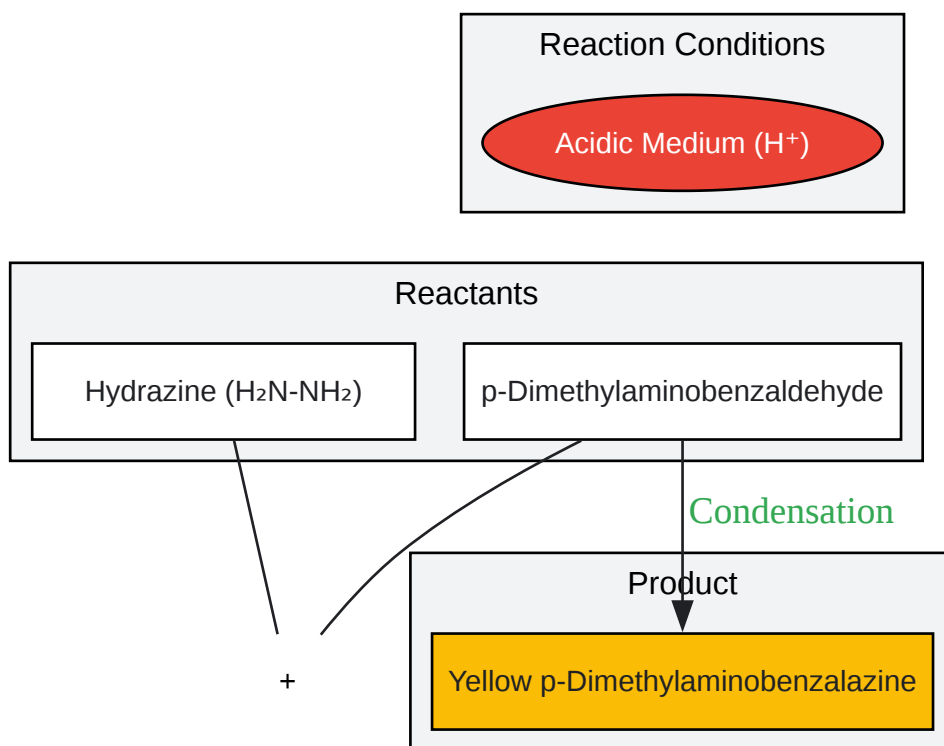 Reaction Conditions
Acidic Medium (H⁺)
Reactants
Hydrazine (H₂N-NH₂)
p-Dimethylaminobenzaldehyde
Condensation
Product
+
Yellow p-Dimethylaminobenzalazine